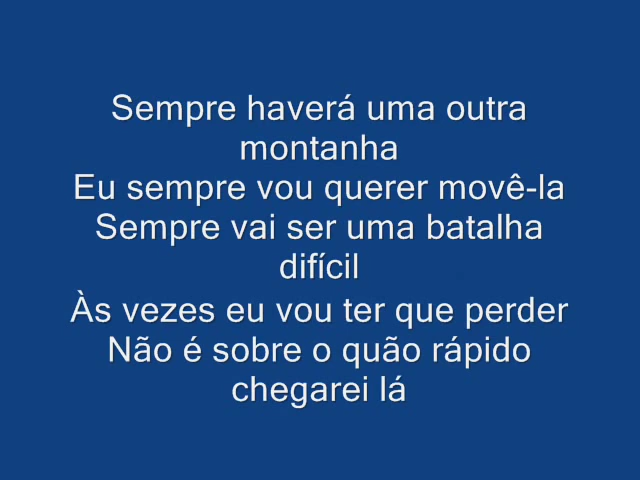 Sempre haverá uma outra
montanha
Eu sempre vou querer movê-la
Sempre vai ser uma batalha
difícil
Às vezes eu vou ter que perder
Não é sobre o quão rápido
chegarei lá